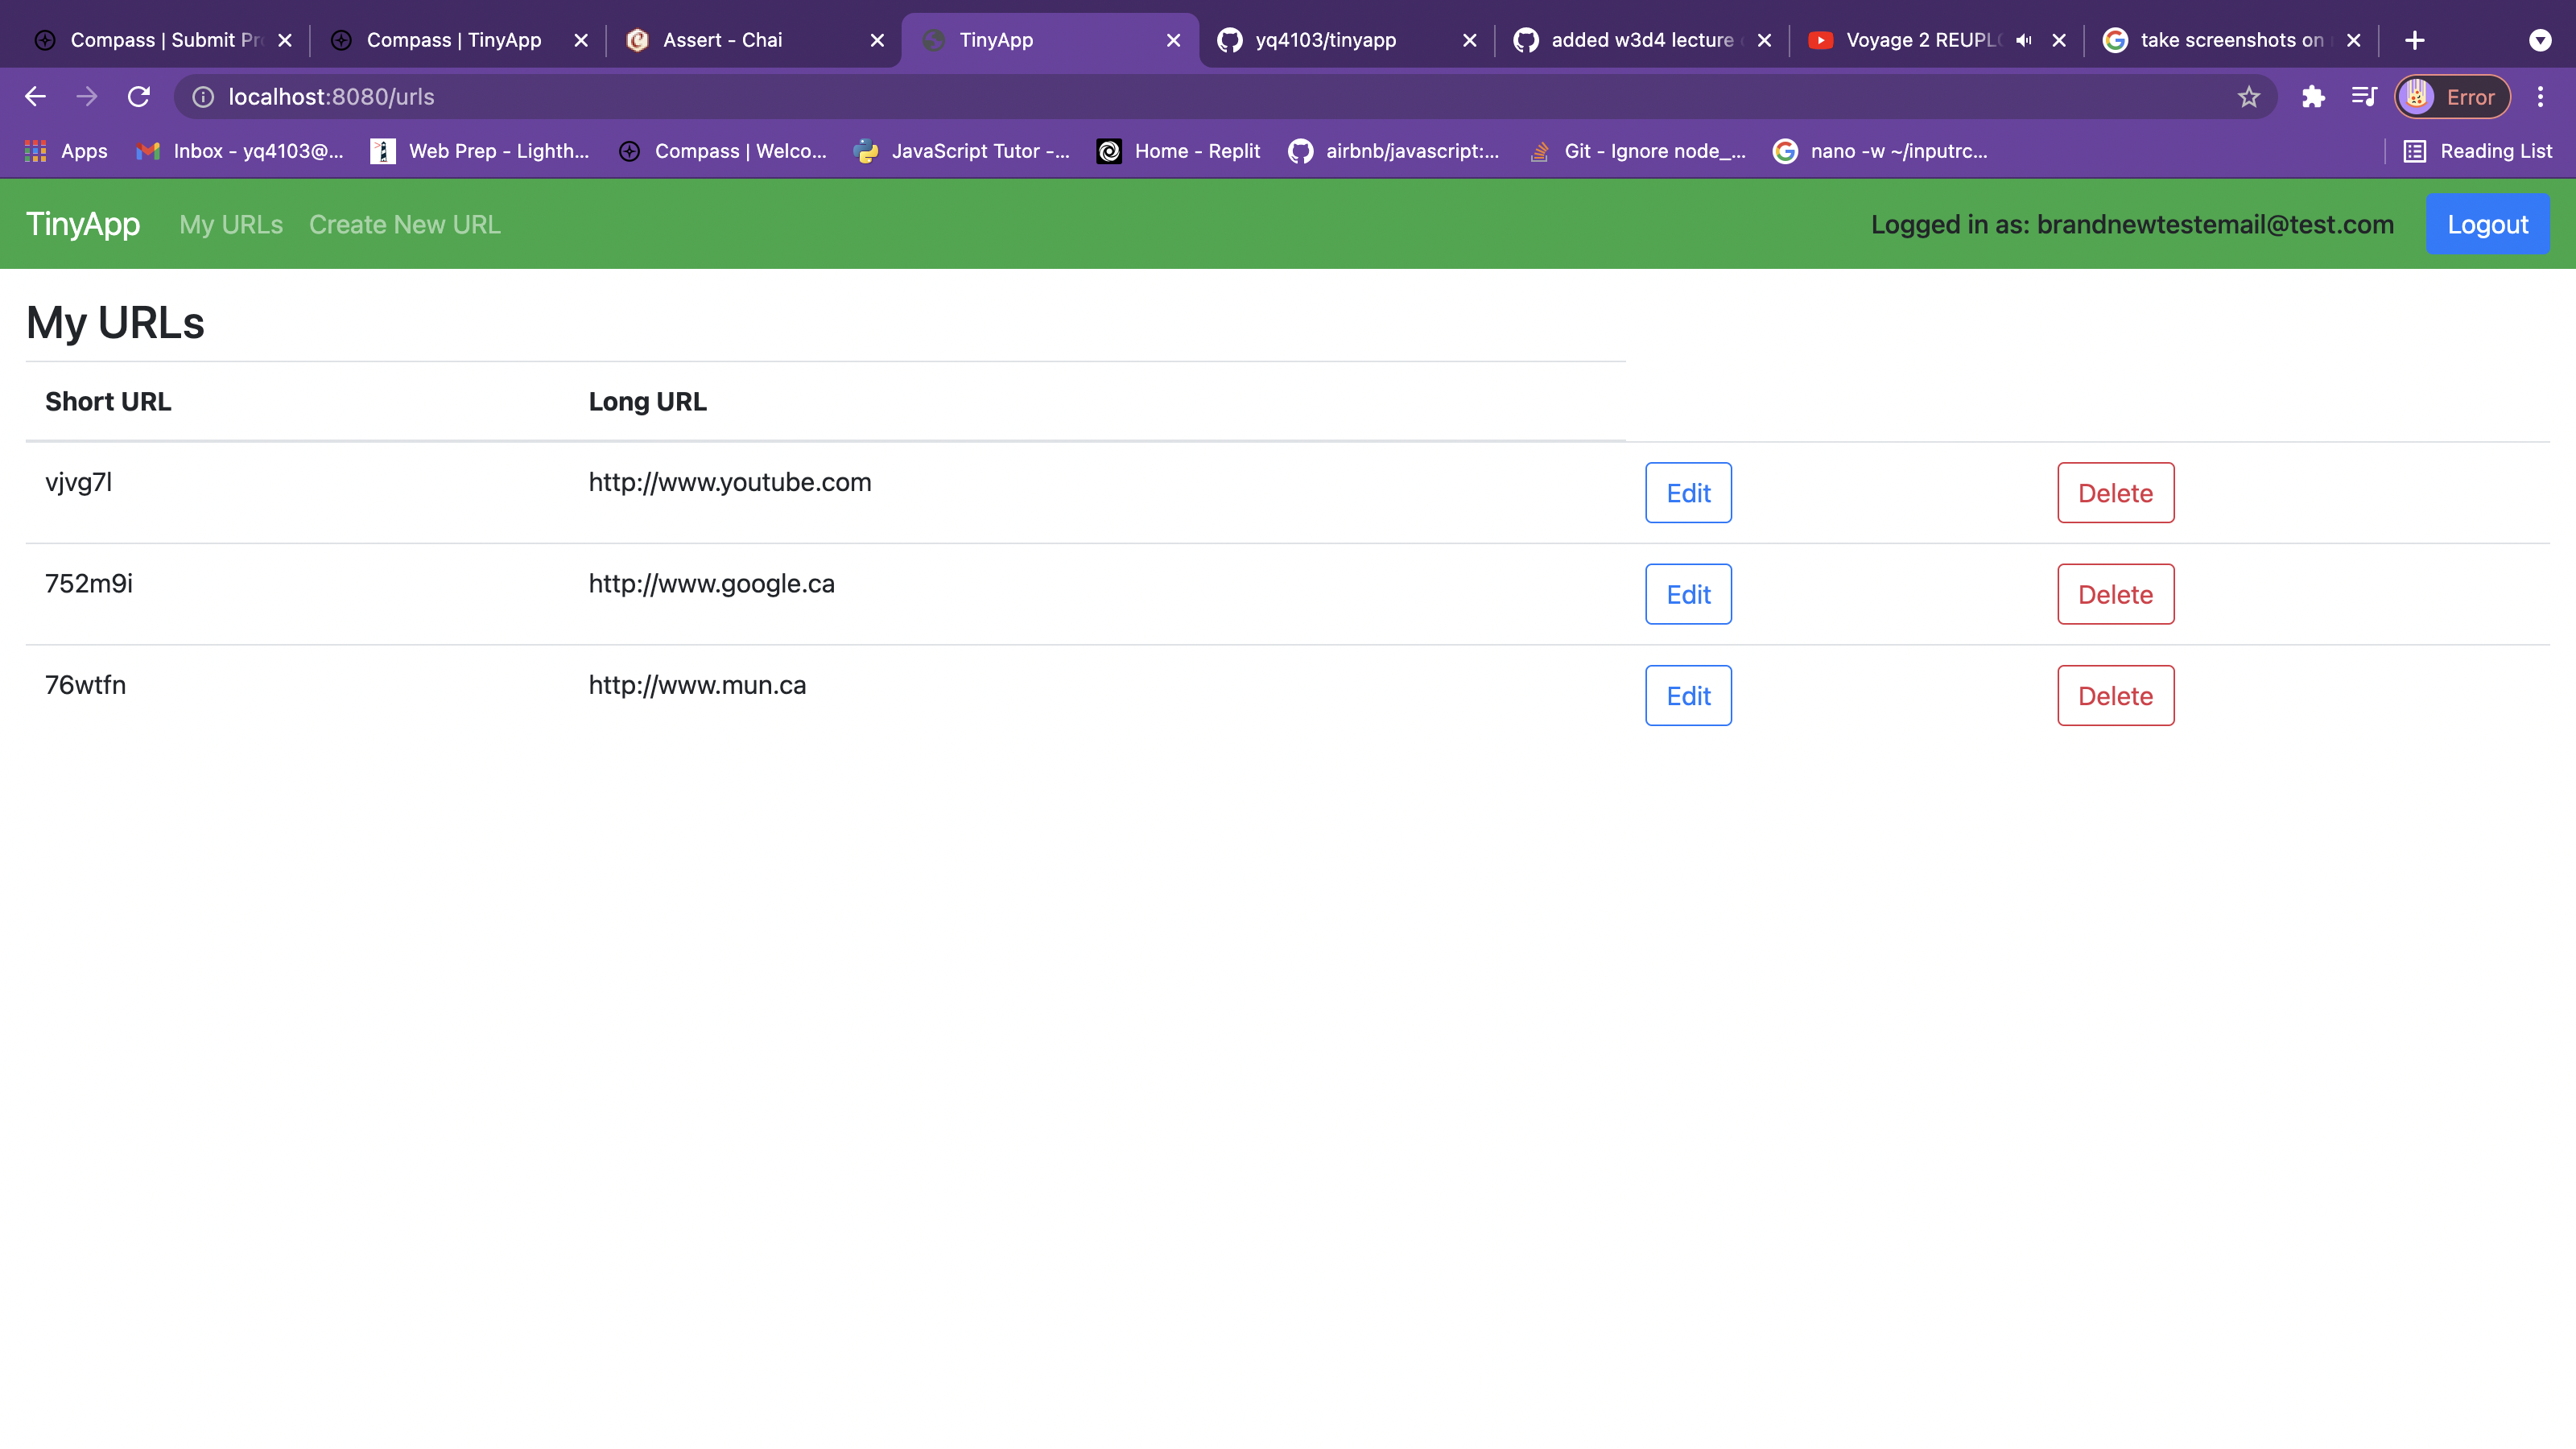 Compass | Submit Pr
Compass | TinyApp
Assert - Chai
TinyApp
yq4103/tinyapp
added w3d4 lecture
Voyage 2 REUPL
take screenshots on
localhost:8080/urls
Error
Apps
Inbox - yq4103@...
Web Prep - Lighth...
Compass | Welco...
JavaScript Tutor -...
Home - Replit
airbnb/javascript:...
Git - Ignore node_...
nano -w ~/inputrc...
Reading List
TinyApp My URLs Create New URL Logged in as: brandnewtestemail@test.com Logout
My URLs
Short URL Long URL
vjvg7l http://www.youtube.com Edit Delete
752m9i http://www.google.ca Edit Delete
76wtfn http://www.mun.ca Edit Delete